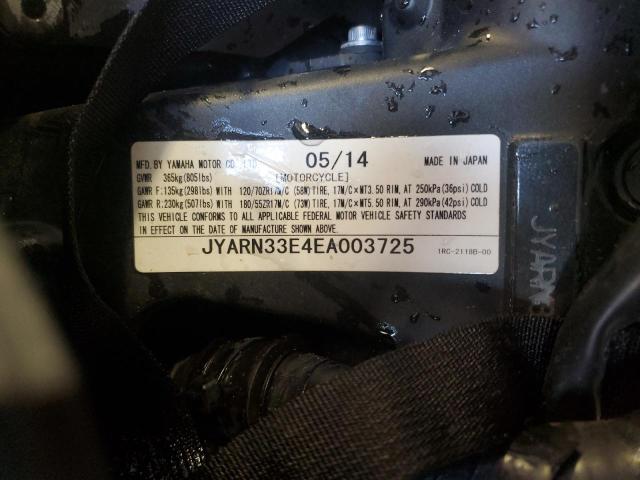 MFD. BY YAMAHA MOTOR CO., LTD. 05/14 MADE IN JAPAN
GVWR 365kg(805lbs) [MOTORCYCLE]
GAWR F:135kg(298lbs) WITH 120/70ZR17M/C (58W)TIRE, 17M/C×MT3.50 RIM, AT 250kPa(36psi) COLD
GAWR R:230kg(507lbs) WITH 180/55ZR17M/C (73W)TIRE, 17M/C×MT5.50 RIM, AT 290kPa(42psi) COLD
THIS VEHICLE CONFORMS TO ALL APPLICABLE FEDERAL MOTOR VEHICLE SAFETY STANDARDS
IN EFFECT ON THE DATE OF MANUFACTURE SHOWN ABOVE.
JYARN33E4EA003725 1RC-2118B-00
JYARN3